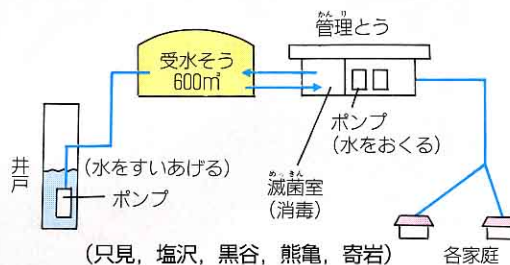 かんり
管理とう
受水そう
600㎥
ポンプ
(水をおくる)
井戸
(水をすいあげる)
ポンプ
めっきん
滅菌室
(消毒)
(只見，塩沢，黒谷，熊亀，寄岩)
各家庭